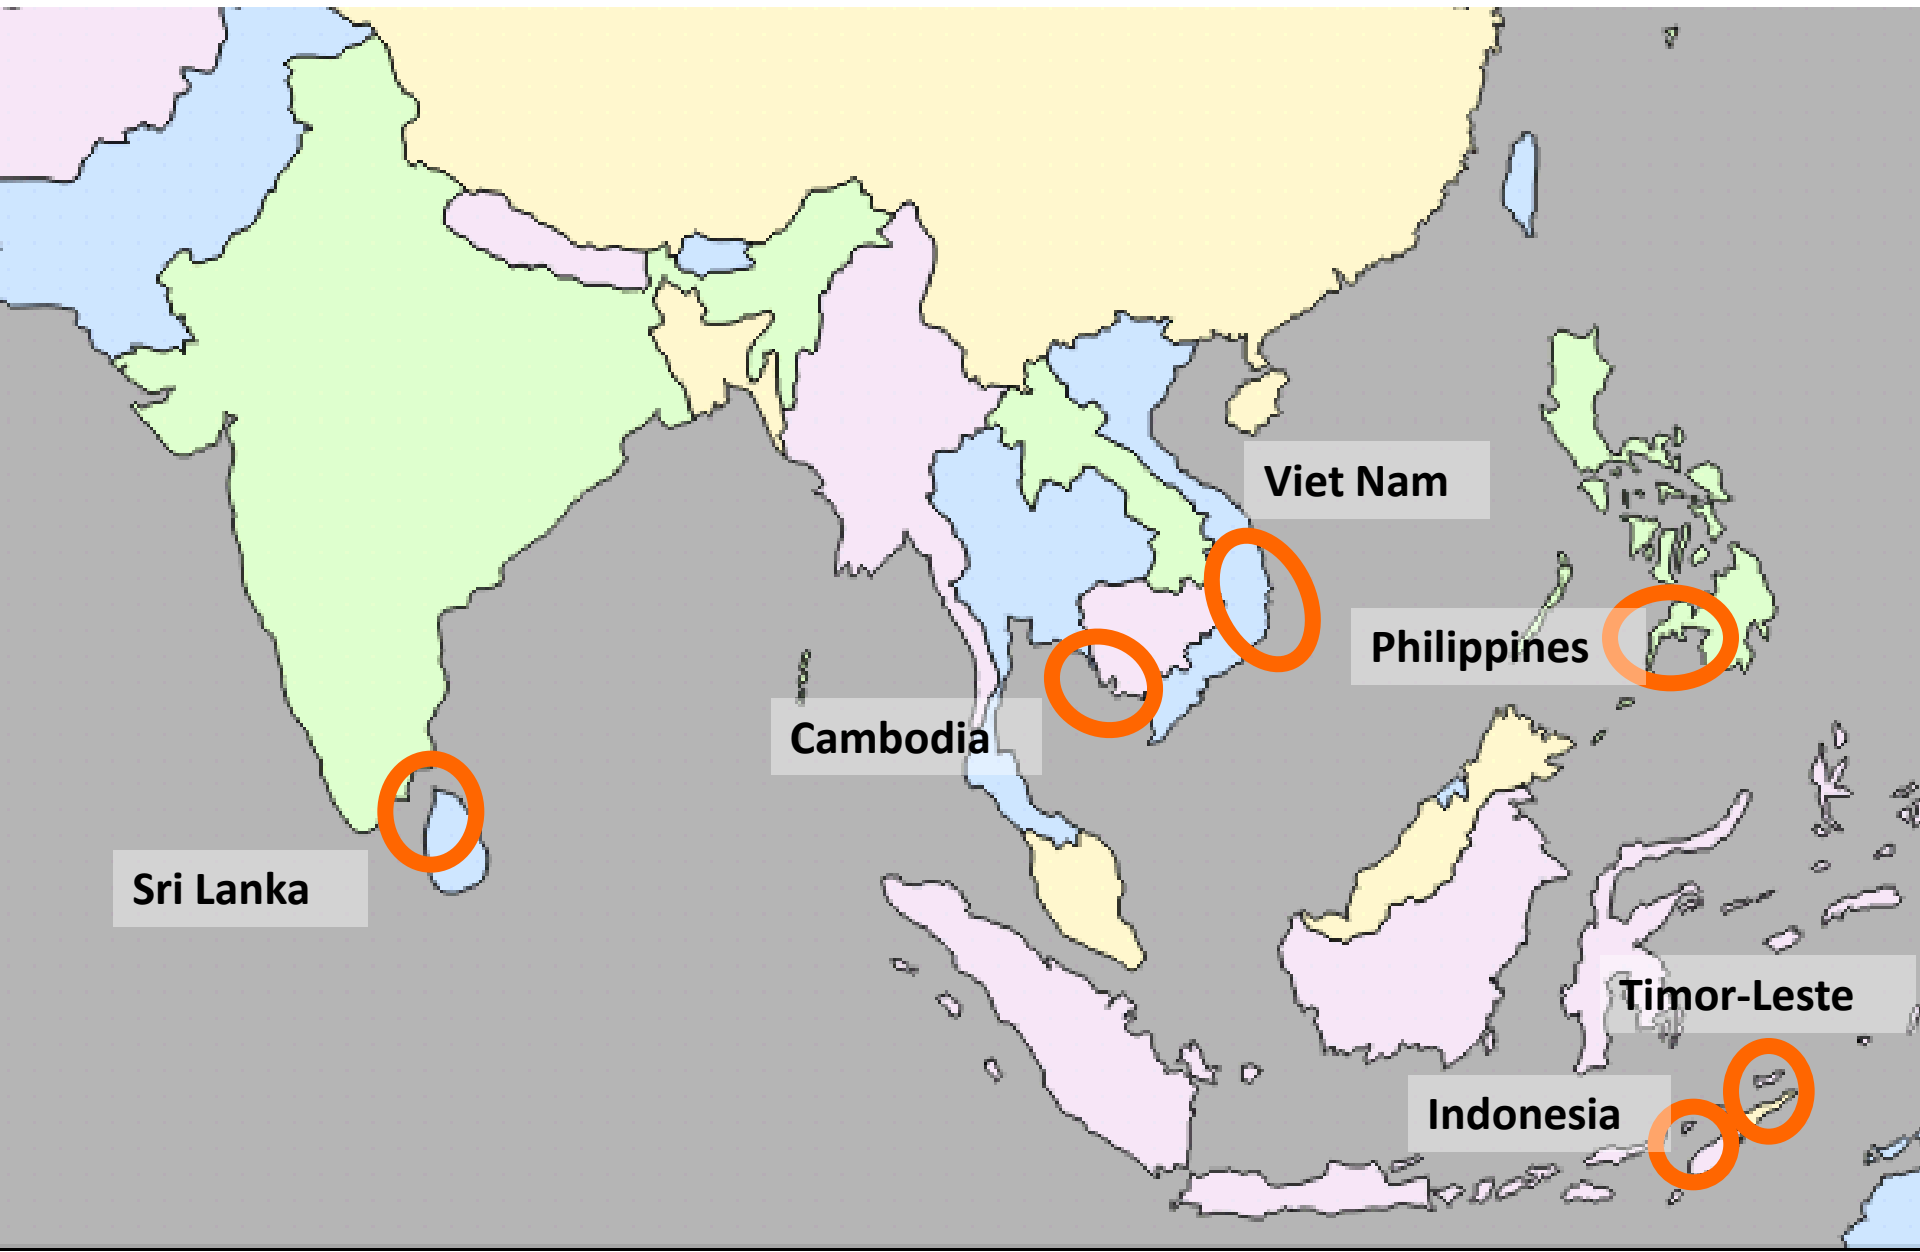 Viet Nam
Philippines
Cambodia
Sri Lanka
Timor-Leste
Indonesia